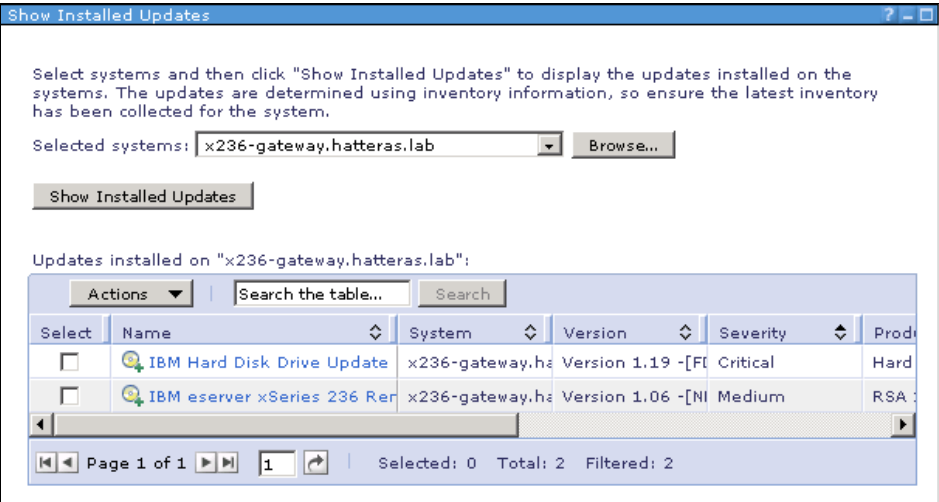 Show Installed Updates
Select systems and then click "Show Installed Updates" to display the updates installed on the
systems. The updates are determined using inventory information, so ensure the latest inventory
has been collected for the system.
Selected systems: x236-gateway.hatteras.lab Browse...
Show Installed Updates
Updates installed on "x236-gateway.hatteras.lab":
Actions Search the table... Search
Select Name System Version Severity Prod
IBM Hard Disk Drive Update x236-gateway.ha Version 1.19 -[FD Critical Hard
IBM eserver xSeries 236 Rem x236-gateway.ha Version 1.06 -[N Medium RSA
Page 1 of 1 1 Selected: 0 Total: 2 Filtered: 2